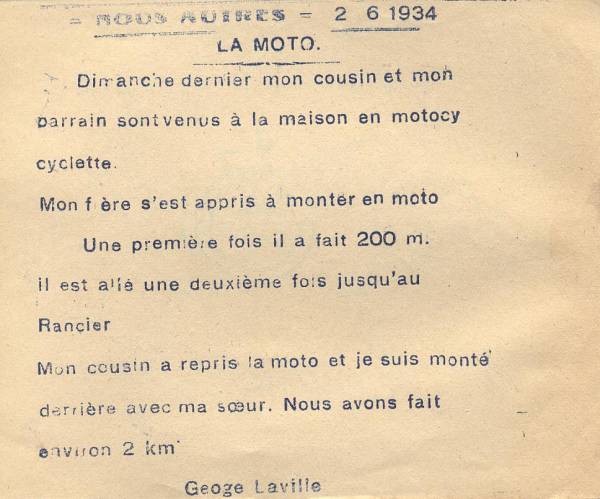 = NOUS AUTRES = 2 6 1934
LA MOTO.
Dimanche dernier mon cousin et mon
parrain sont venus à la maison en motocy
cyclette.
Mon f ère s'est appris à monter en moto
Une première fois il a fait 200 m.
il est allé une deuxième fois jusqu'au
Rancier
Mon cousin a repris la moto et je suis monté
derrière avec ma sœur. Nous avons fait
environ 2 km
Geoge Laville